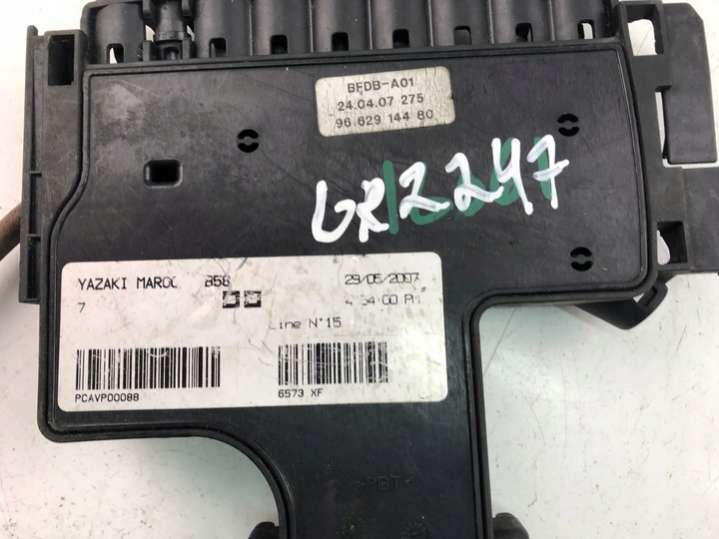 BFDB-A01
24.04.07 275
96.629 144 80
GR2247
YAZAKI MAROC 858
29/05/2007
7
4 34:00 PM
Line N°15
PCAVP00088
6573 XF